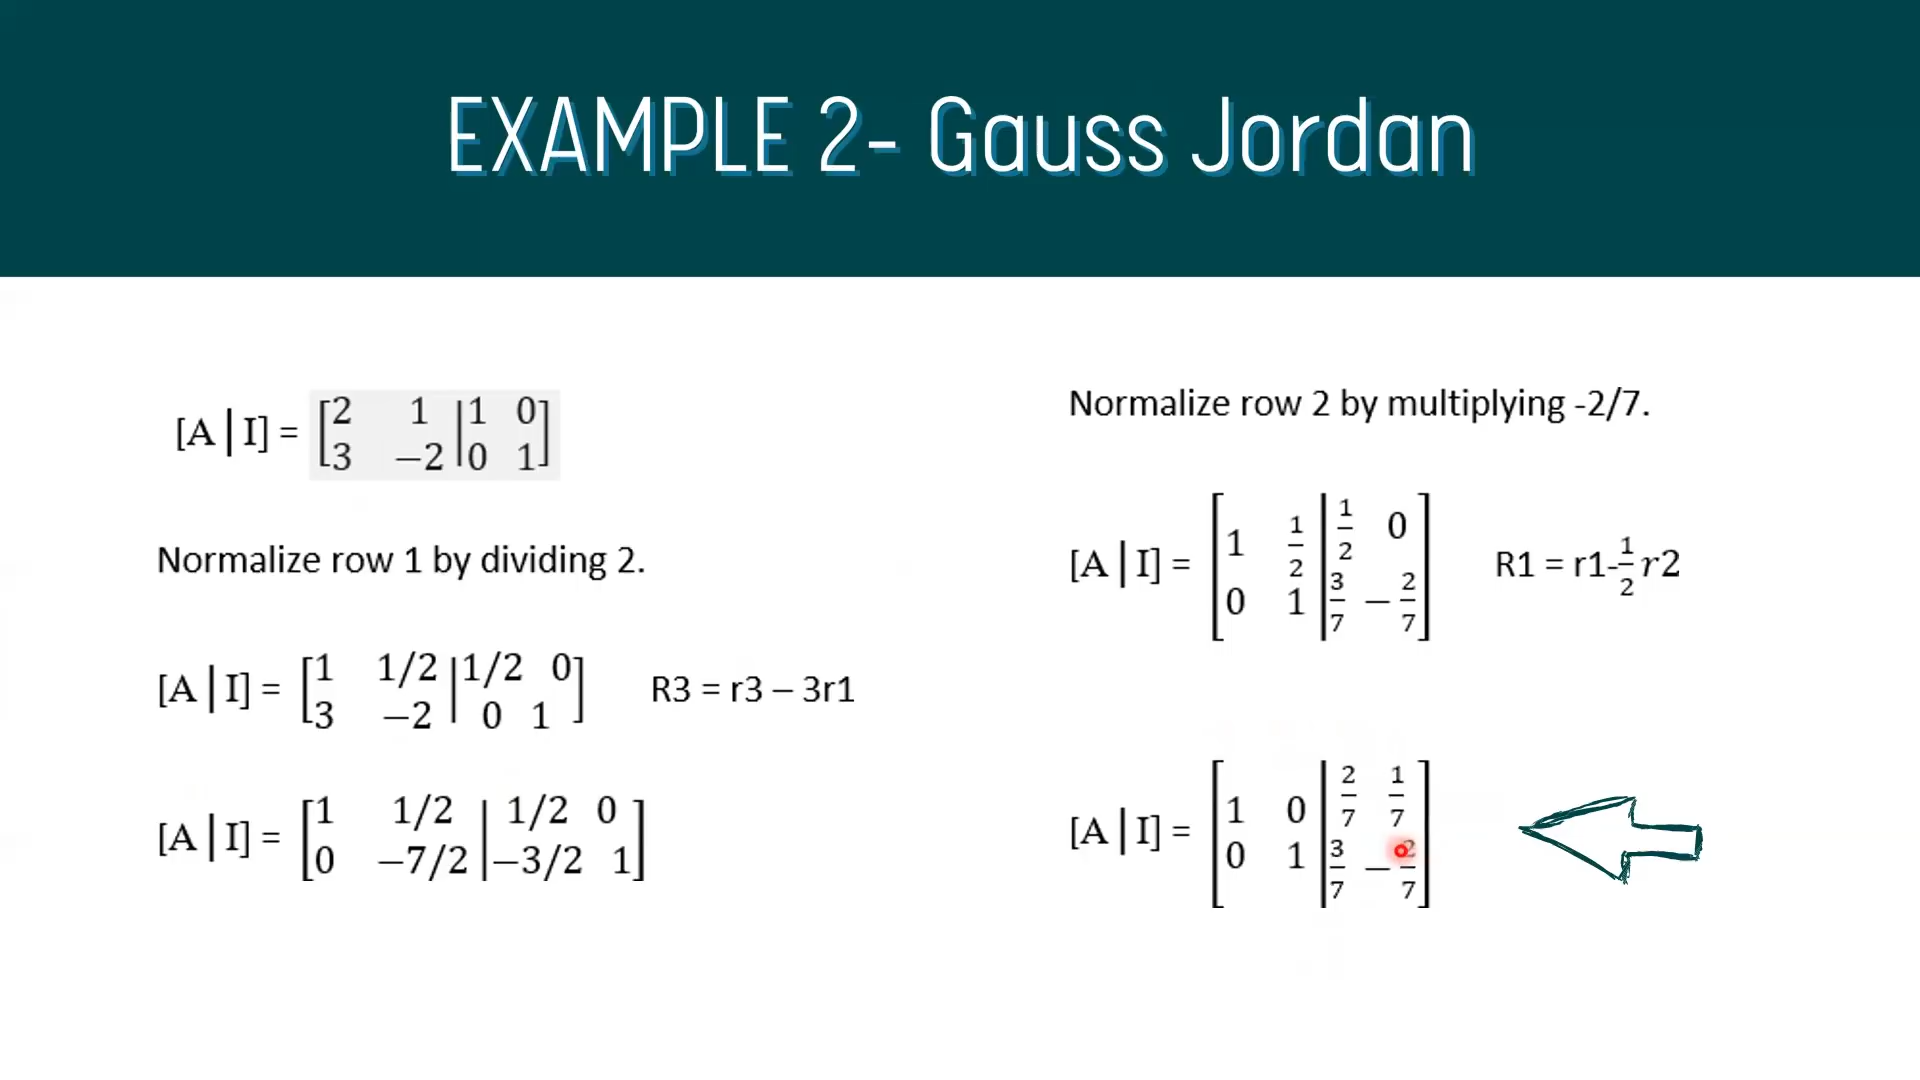 EXAMPLE 2- Gauss Jordan
[A|I] = [2 1 | 1 0
3 −2 | 0 1]
Normalize row 1 by dividing 2.
[A|I] = [1 1/2 | 1/2 0
3 −2 | 0 1] R3 = r3 – 3r1
[A|I] = [1 1/2 | 1/2 0
0 −7/2 | −3/2 1]
Normalize row 2 by multiplying -2/7.
[A|I] = [1 1/2 | 1/2 0
0 1 | 3/7 −2/7] R1 = r1-1/2 r2
[A|I] = [1 0 | 2/7 1/7
0 1 | 3/7 −2/7]